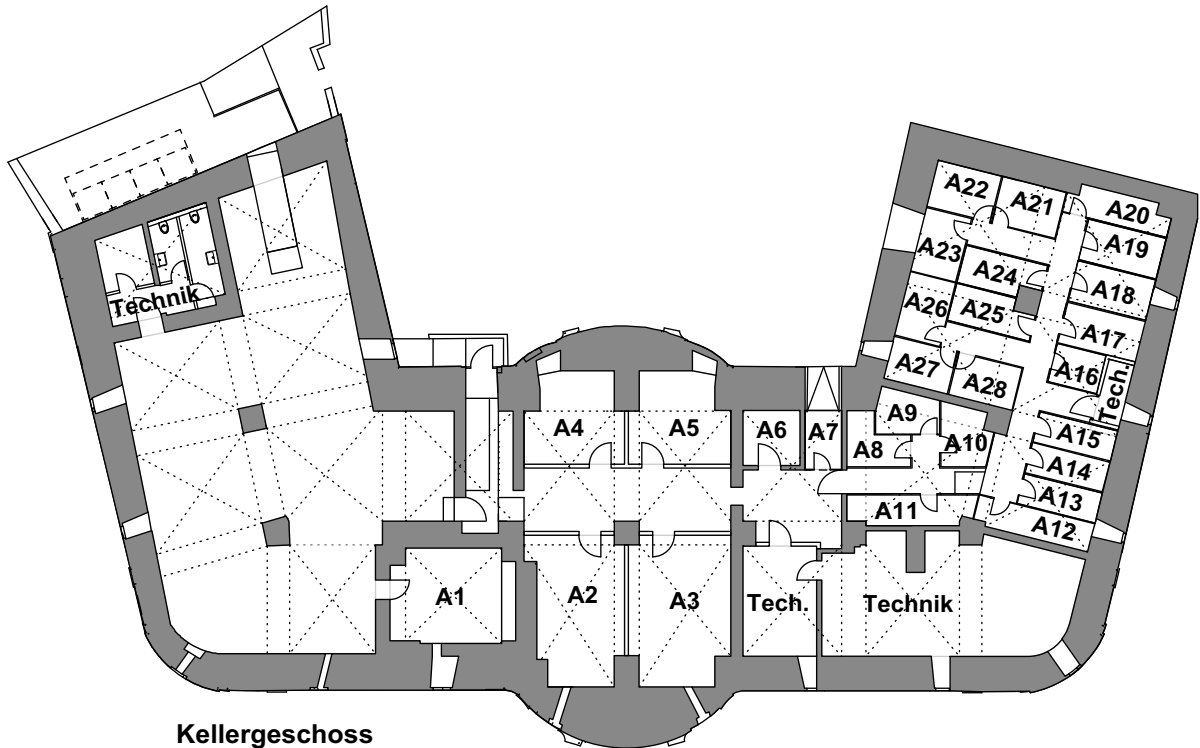 A22
A21
A20
A19
A23
A24
A18
A26
A25
A17
A27
A28
A16
Tech.
Technik
A9
A4
A5
A6
A7
A8
A10
A15
A14
A13
A11
A12
A1
A2
A3
Tech.
Technik
Kellergeschoss